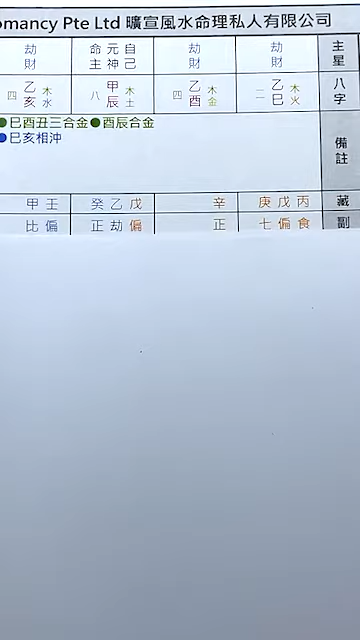 omancy Pte Ltd 曠宣風水命理私人有限公司
劫財 命主元神自己 劫財 劫財 主星
四 乙亥 木水 八 甲辰 木土 四 乙酉 木金 二 乙巳 木火 八字
●巳酉丑三合金●酉辰合金 備註
●巳亥相沖
甲壬 癸乙戊 辛 庚戊丙 藏
比偏 正劫偏 正 七偏食 副